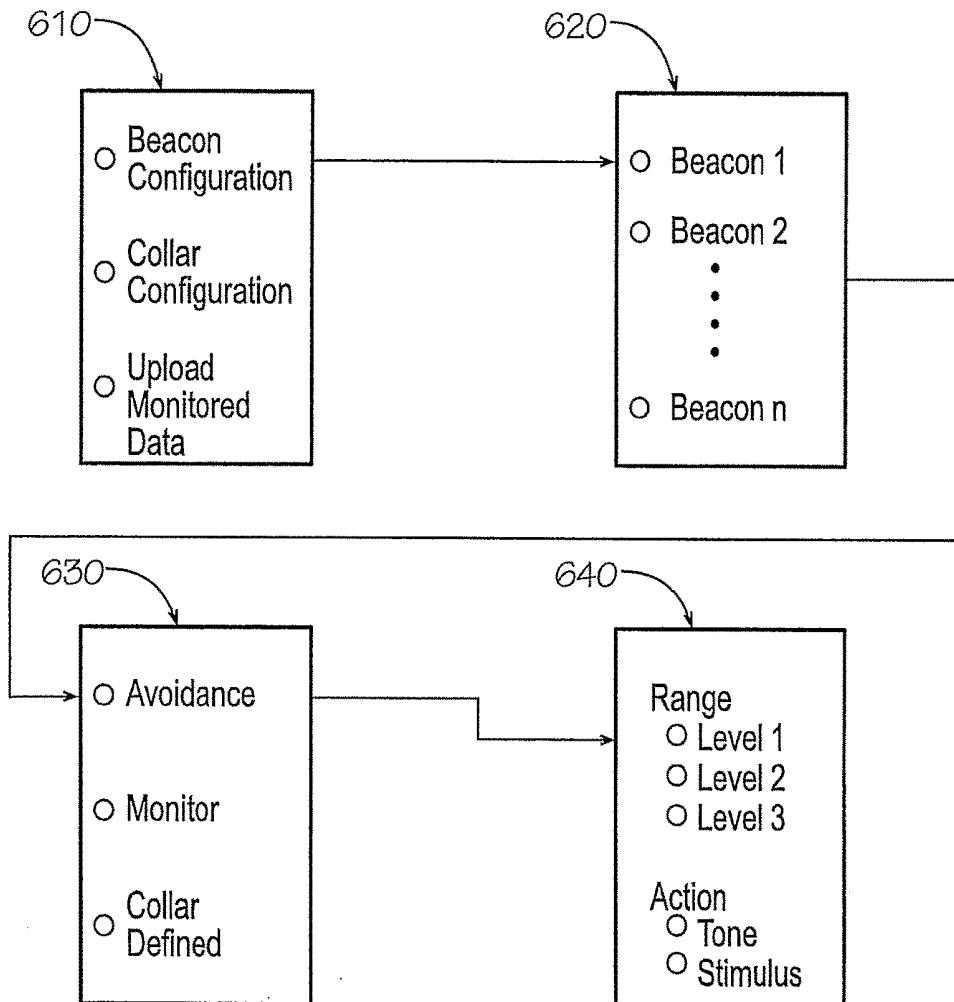 610
620
Beacon
Configuration
Collar
Configuration
Upload
Monitored
Data
Beacon 1
Beacon 2
Beacon n
630
640
Avoidance
Monitor
Collar
Defined
Range
Level 1
Level 2
Level 3
Action
Tone
Stimulus